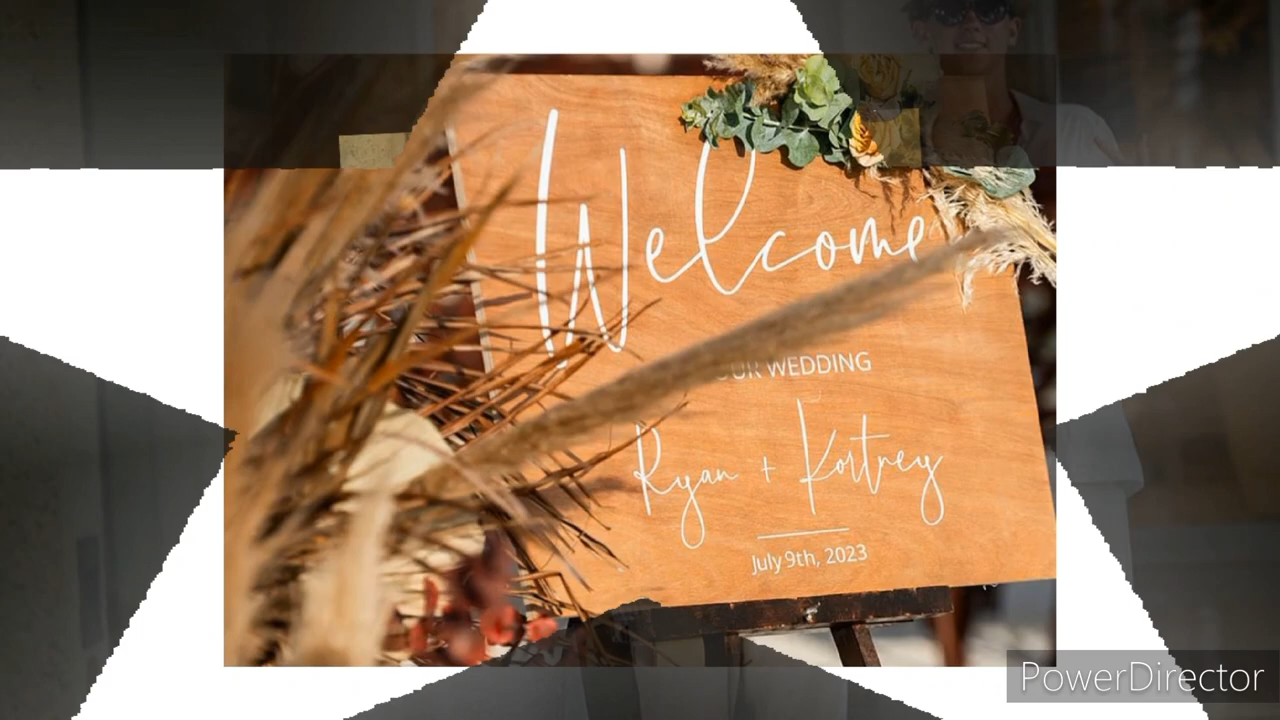 Welcome
OUR WEDDING
Ryan + Kortney
July 9th, 2023
PowerDirector